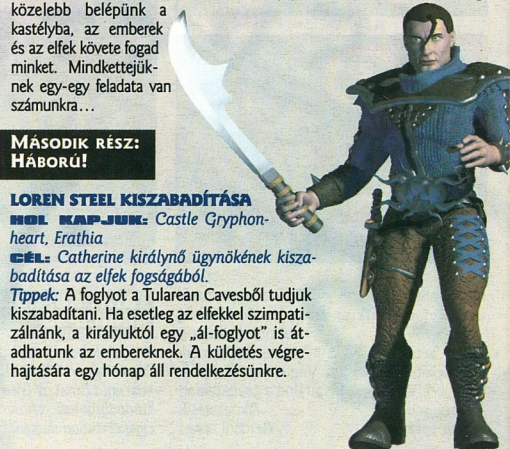 közelebb belépünk a
kastélyba, az emberek
és az elfek követe fogad
minket. Mindkettejük-
nek egy-egy feladata van
számunkra...
MÁSODIK RÉSZ:
HÁBORÚ!
LOREN STEEL KISZABADÍTÁSA
HOL KAPJUK: Castle Gryphon-
heart, Erathia
CÉL: Catherine királynő ügynökének kisza-
badítása az elfek fogságából.
Tippek: A foglyot a Tularean Cavesből tudjuk
kiszabadítani. Ha esetleg az elfekkel szimpati-
zálnánk, a királyuktól egy „ál-foglyot” is át-
adhatunk az embereknek. A küldetés végre-
hajtására egy hónap áll rendelkezésünkre.